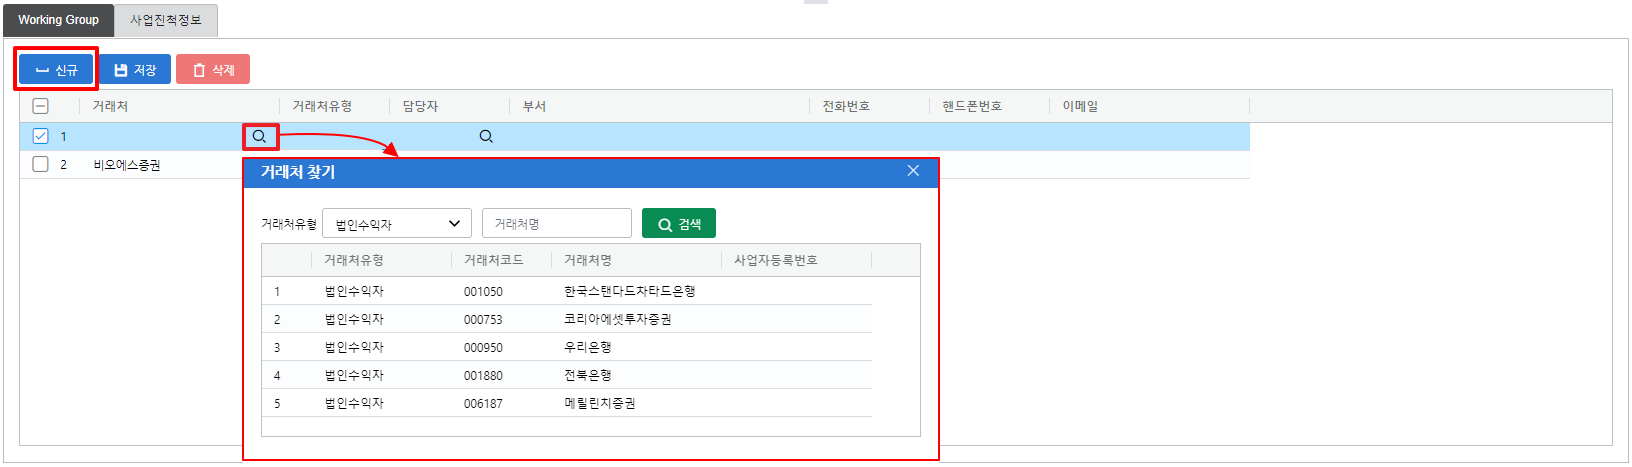 Working Group 사업진척정보
신규 저장 삭제
거래처 거래처유형 담당자 부서 전화번호 핸드폰번호 이메일
1
2 비오에스증권
거래처 찾기
거래처유형 법인수익자 거래처명 검색
거래처유형 거래처코드 거래처명 사업자등록번호
1 법인수익자 001050 한국스탠다드차타드은행
2 법인수익자 000753 코리아에셋투자증권
3 법인수익자 000950 우리은행
4 법인수익자 001880 전북은행
5 법인수익자 006187 메릴린치증권